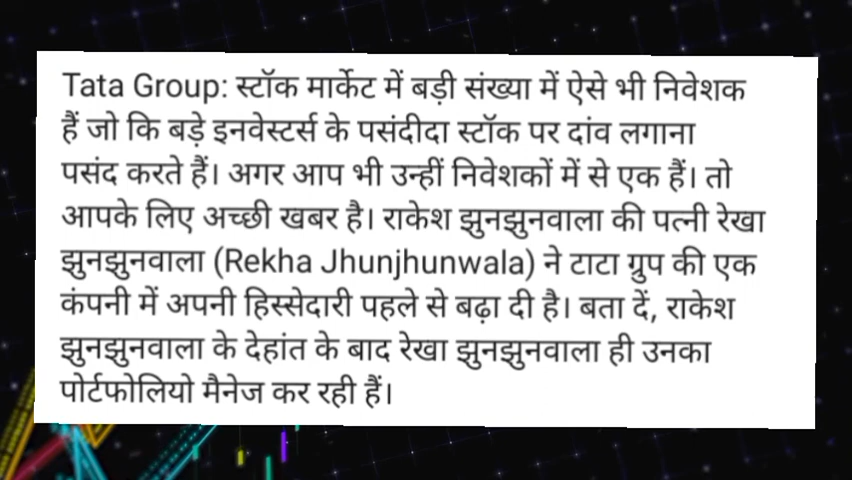 Tata Group: स्टॉक मार्केट में बड़ी संख्या में ऐसे भी निवेशक
हैं जो कि बड़े इनवेस्टर्स के पसंदीदा स्टॉक पर दांव लगाना
पसंद करते हैं। अगर आप भी उन्हीं निवेशकों में से एक हैं। तो
आपके लिए अच्छी खबर है। राकेश झुनझुनवाला की पत्नी रेखा
झुनझुनवाला (Rekha Jhunjhunwala) ने टाटा ग्रुप की एक
कंपनी में अपनी हिस्सेदारी पहले से बढ़ा दी है। बता दें, राकेश
झुनझुनवाला के देहांत के बाद रेखा झुनझुनवाला ही उनका
पोर्टफोलियो मैनेज कर रही हैं।